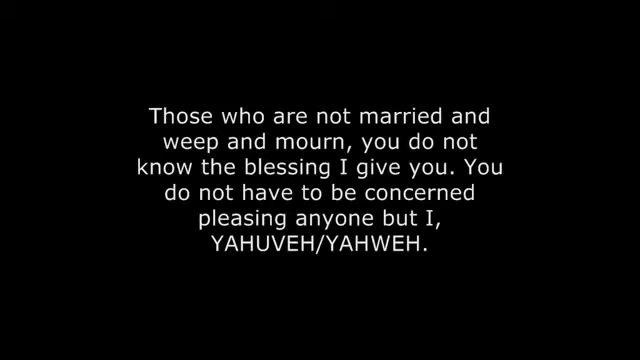 Those who are not married and
weep and mourn, you do not
know the blessing I give you. You
do not have to be concerned
pleasing anyone but I,
YAHUVEH/YAHWEH.